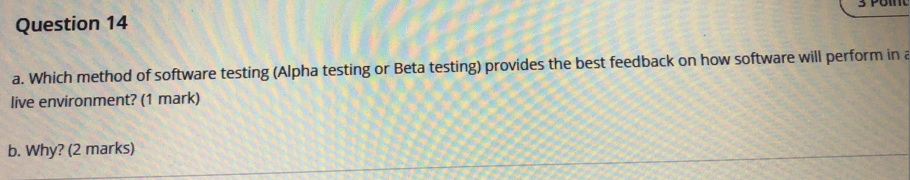 3
Question 14
a. Which method of software testing (Alpha testing or Beta testing) provides the best feedback on how software will perform in a
live environment? (1 mark)
b. Why? (2 marks)